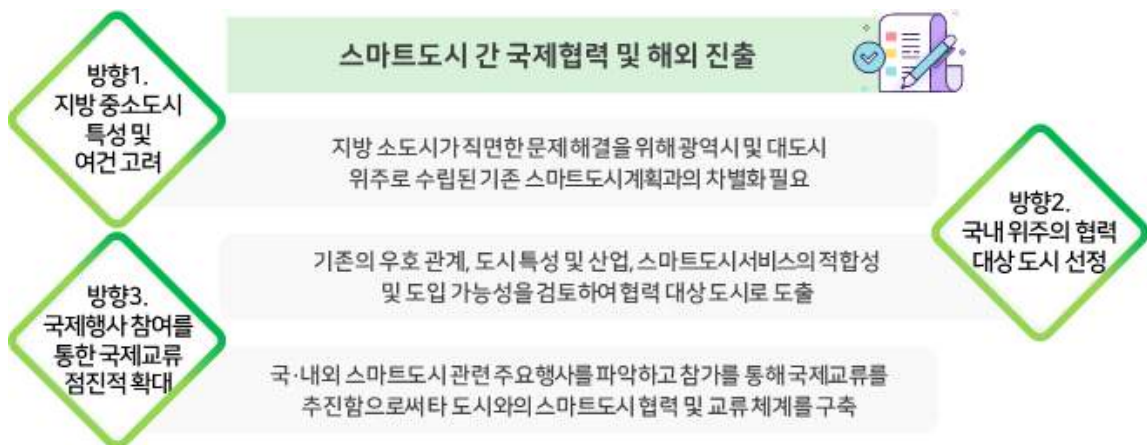 스마트도시 간 국제협력 및 해외 진출
방향1.
지방 중소도시
특성 및
여건 고려
지방 소도시가 직면한 문제 해결을 위해 광역시 및 대도시
위주로 수립된 기존 스마트도시계획과의 차별화 필요
방향2.
국내 위주의 협력
대상 도시 선정
기존의 우호 관계, 도시 특성 및 산업, 스마트도시서비스의 적합성
및 도입 가능성을 검토하여 협력 대상 도시로 도출
방향3.
국제행사 참여를
통한 국제교류
점진적 확대
국·내외 스마트도시 관련 주요행사를 파악하고 참가를 통해 국제교류를
추진함으로써 타 도시와의 스마트도시 협력 및 교류 체계를 구축